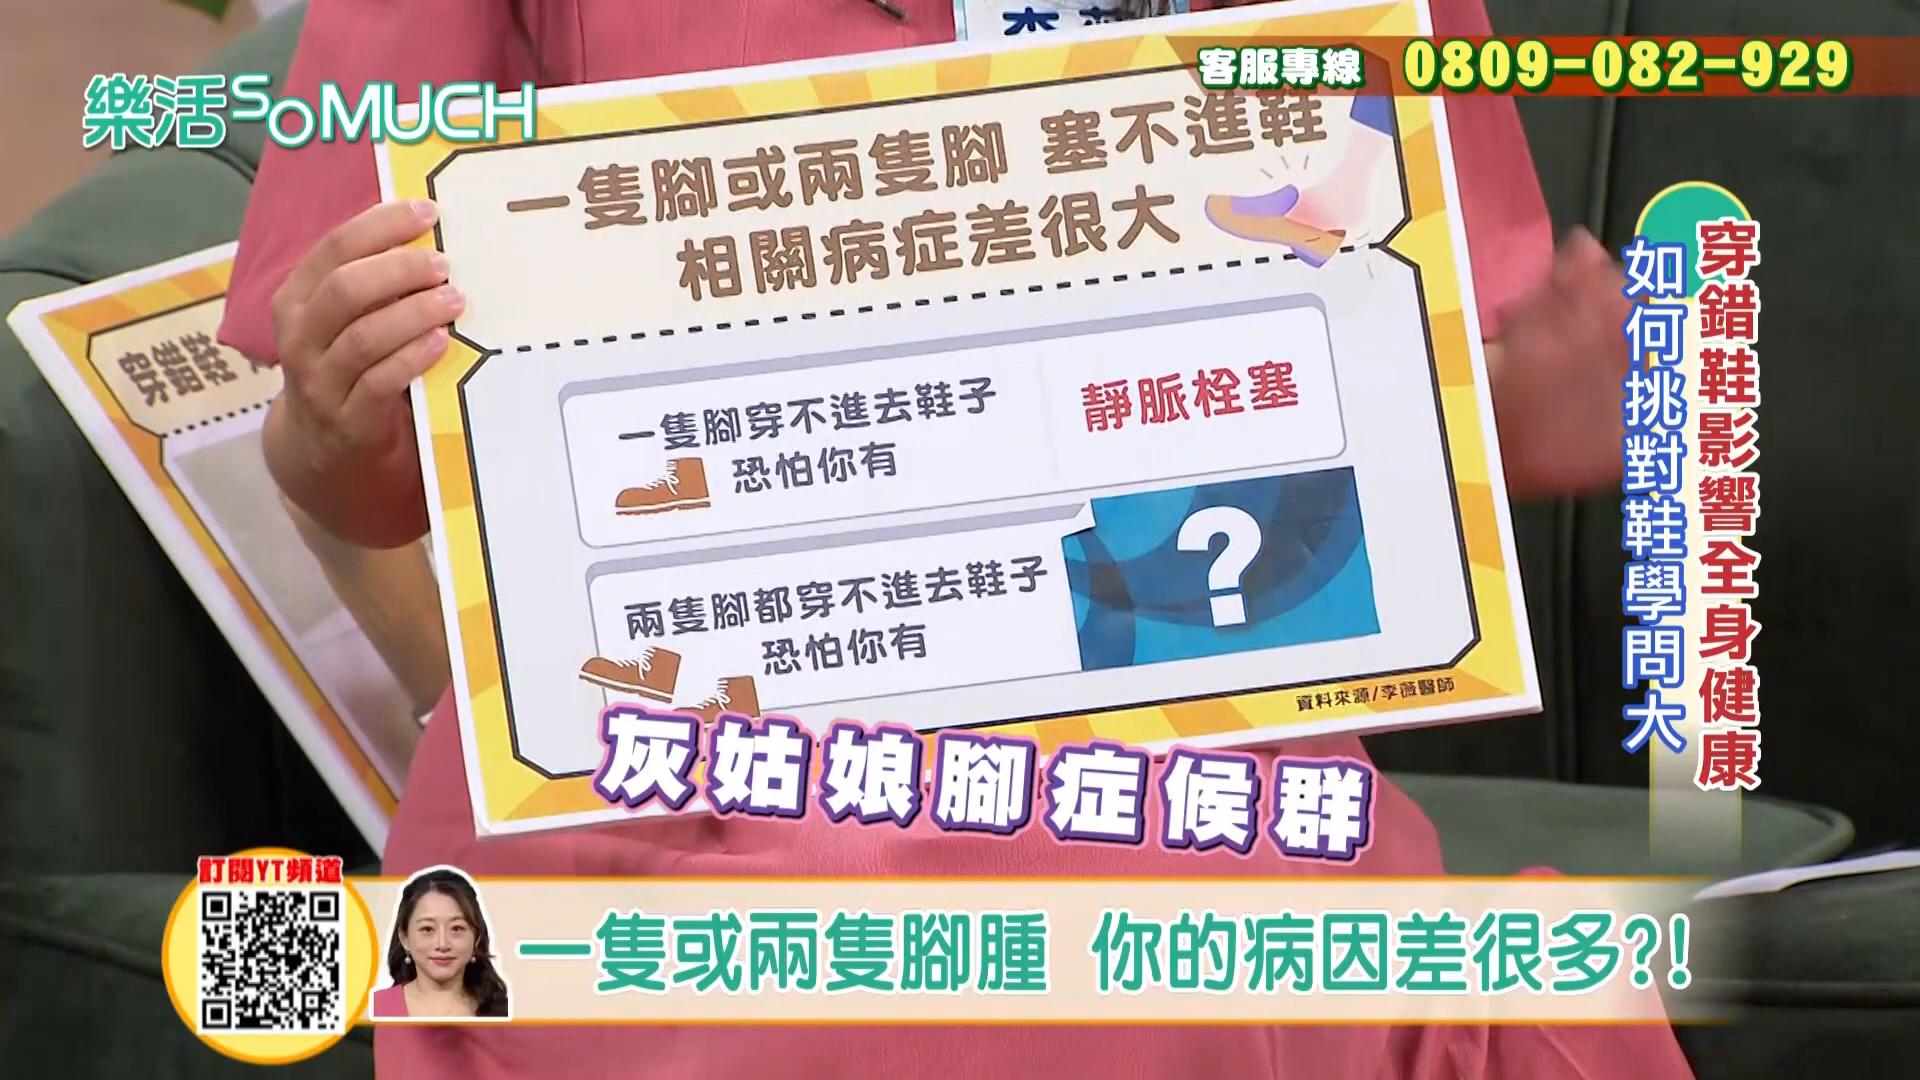 樂活SOMUCH
客服專線 0809-082-929
一隻腳或兩隻腳 塞不進鞋
相關病症差很大
一隻腳穿不進去鞋子
恐怕你有
靜脈栓塞
兩隻腳都穿不進去鞋子
恐怕你有
?
資料來源/李薇醫師
穿錯鞋
穿錯鞋影響全身健康
如何挑對鞋學問大
灰姑娘腳症候群
訂閱YT頻道
一隻或兩隻腳腫 你的病因差很多?!